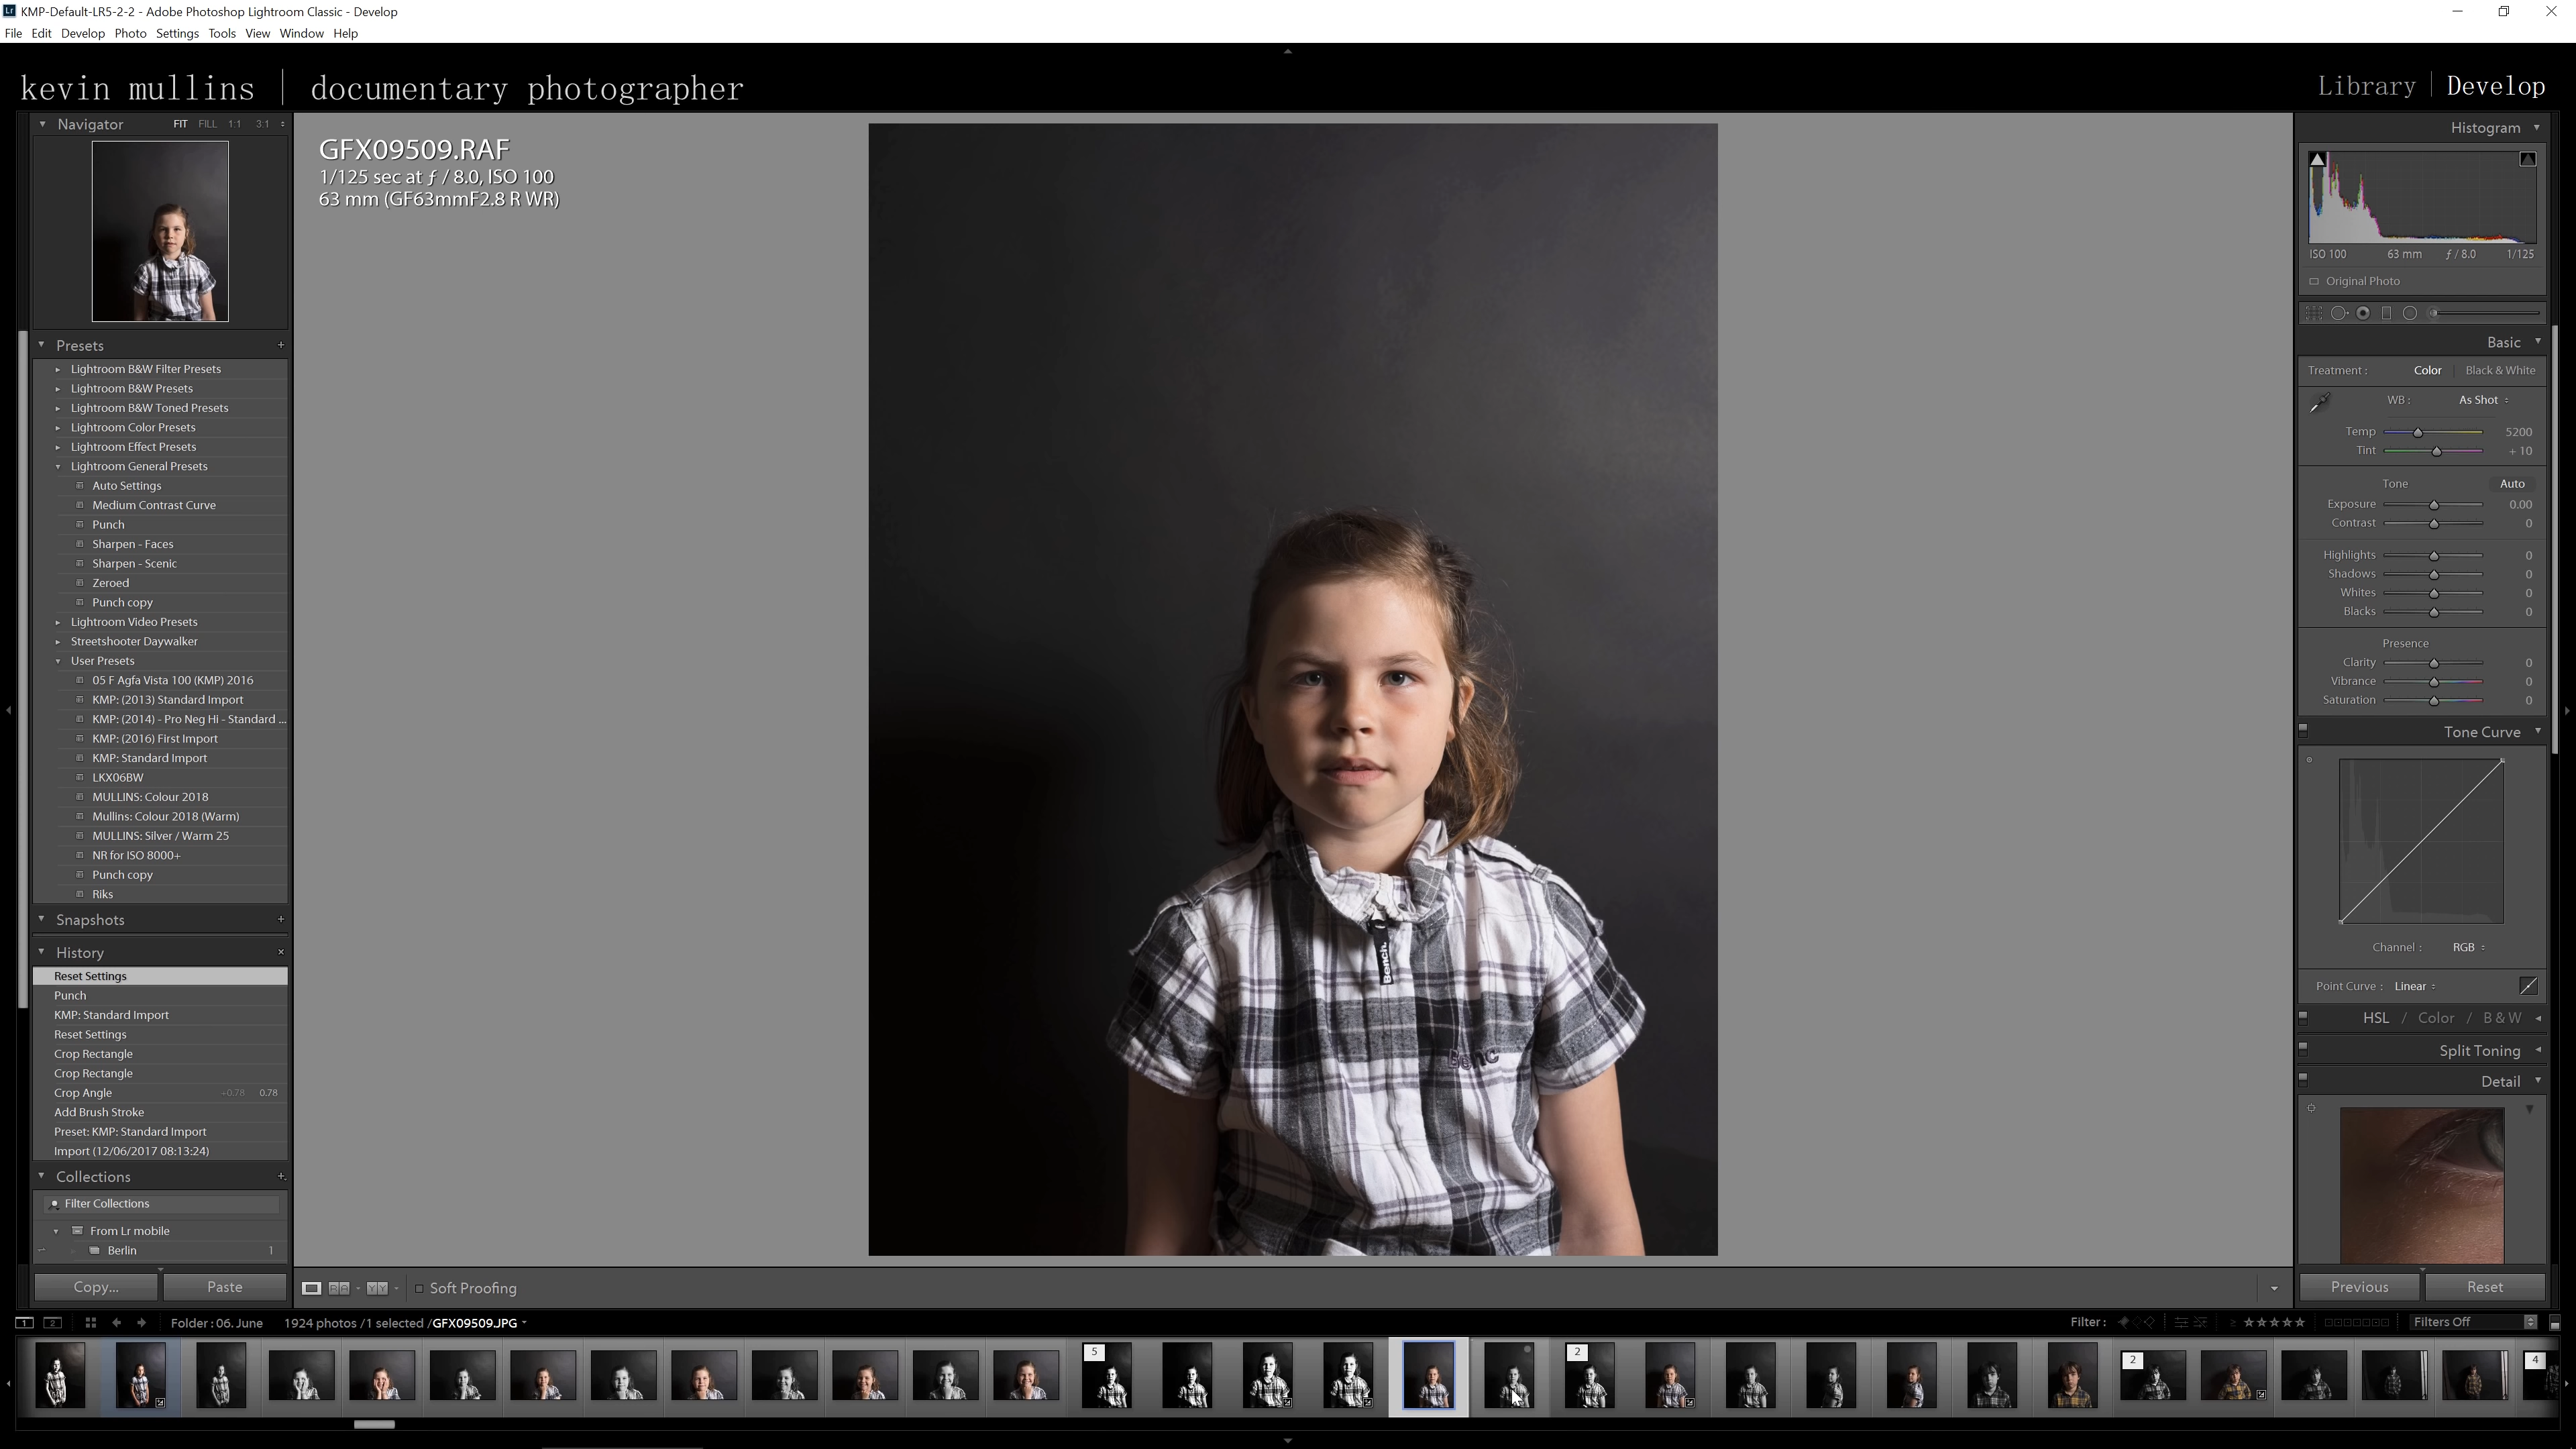 Lr KMP-Default-LR5-2-2 - Adobe Photoshop Lightroom Classic - Develop
File Edit Develop Photo Settings Tools View Window Help
kevin mullins | documentary photographer
Library | Develop
Navigator FIT FILL 1:1 3:1
GFX09509.RAF
1/125 sec at ƒ / 8.0, ISO 100
63 mm (GF63mmF2.8 R WR)
Presets +
Lightroom B&W Filter Presets
Lightroom B&W Presets
Lightroom B&W Toned Presets
Lightroom Color Presets
Lightroom Effect Presets
Lightroom General Presets
Auto Settings
Medium Contrast Curve
Punch
Sharpen - Faces
Sharpen - Scenic
Zeroed
Punch copy
Lightroom Video Presets
Streetshooter Daywalker
User Presets
05 F Agfa Vista 100 (KMP) 2016
KMP: (2013) Standard Import
KMP: (2014) - Pro Neg Hi - Standard ...
KMP: (2016) First Import
KMP: Standard Import
LKX06BW
MULLINS: Colour 2018
Mullins: Colour 2018 (Warm)
MULLINS: Silver / Warm 25
NR for ISO 8000+
Punch copy
Riks
Snapshots +
History ×
Reset Settings
Punch
KMP: Standard Import
Reset Settings
Crop Rectangle
Crop Rectangle
Crop Angle +0.78 0.78
Add Brush Stroke
Preset: KMP: Standard Import
Import (12/06/2017 08:13:24)
Collections +
Filter Collections
From Lr mobile
Berlin 1
Copy... Paste
Bench.
Benc
Soft Proofing
Histogram
ISO 100 63 mm ƒ / 8.0 1/125
Original Photo
Basic
Treatment : Color Black & White
WB : As Shot
Temp 5200
Tint + 10
Tone Auto
Exposure 0.00
Contrast 0
Highlights 0
Shadows 0
Whites 0
Blacks 0
Presence
Clarity 0
Vibrance 0
Saturation 0
Tone Curve
Channel : RGB
Point Curve : Linear
HSL / Color / B & W
Split Toning
Detail
Previous Reset
1 2 Folder : 06. June 1924 photos / 1 selected / GFX09509.JPG
Filter : ≥ ★★★★★ Filters Off
5 2 2 4